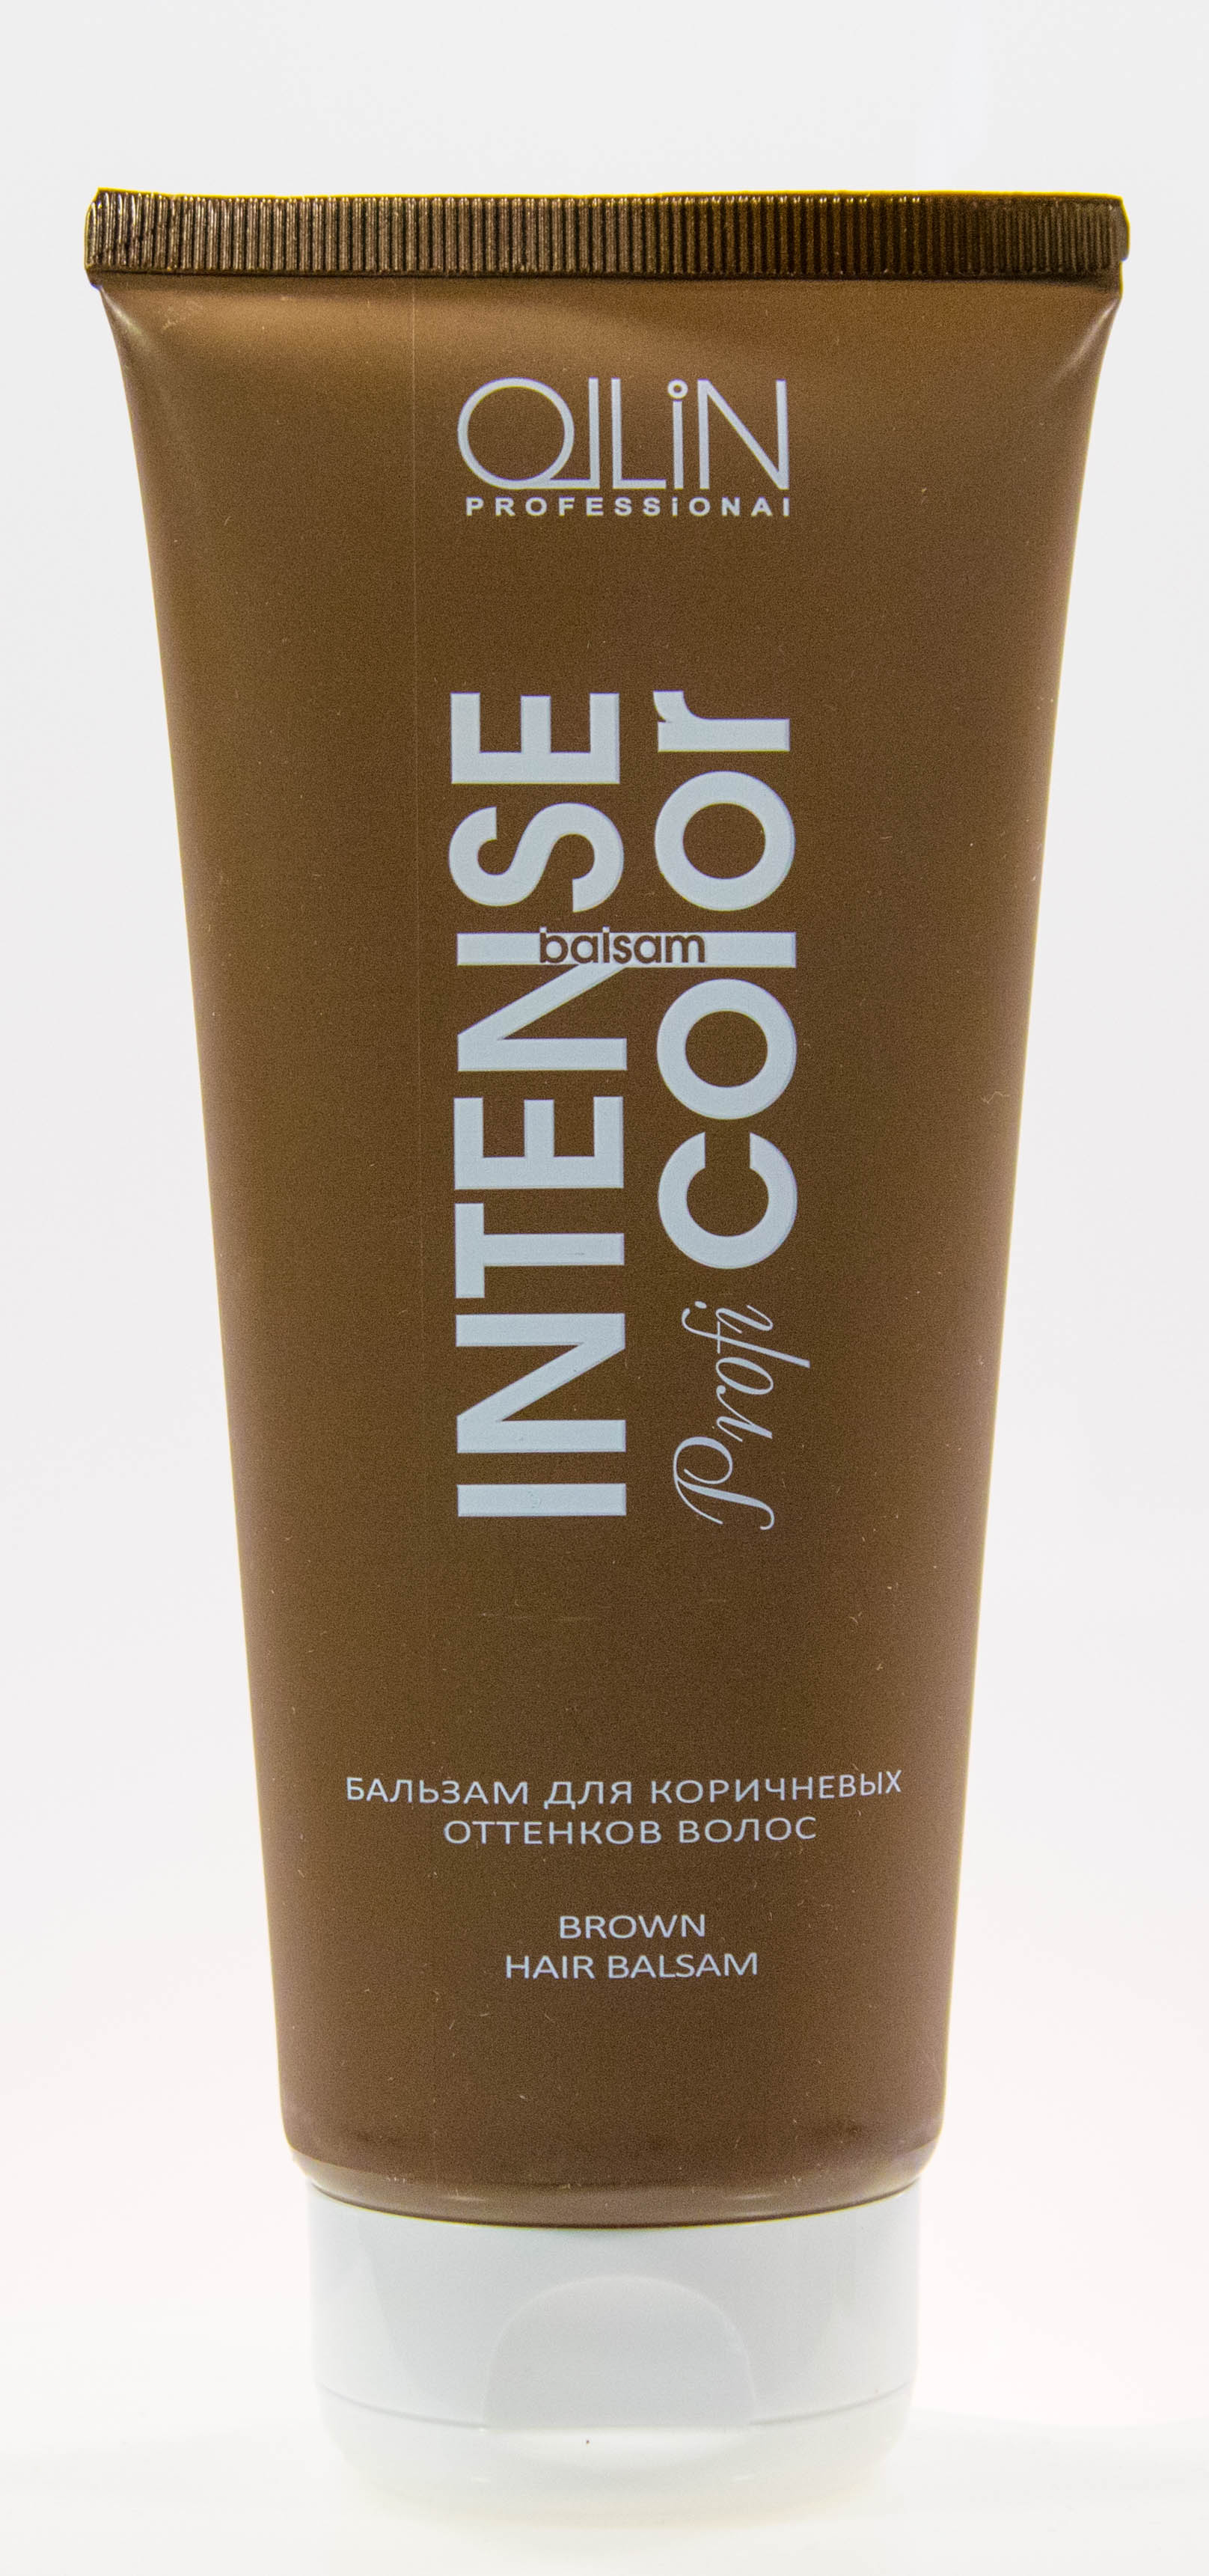 OLLiN
PROFESSiONAL
INTENSE
balsam
Profi color
БАЛЬЗАМ ДЛЯ КОРИЧНЕВЫХ
ОТТЕНКОВ ВОЛОС
BROWN
HAIR BALSAM